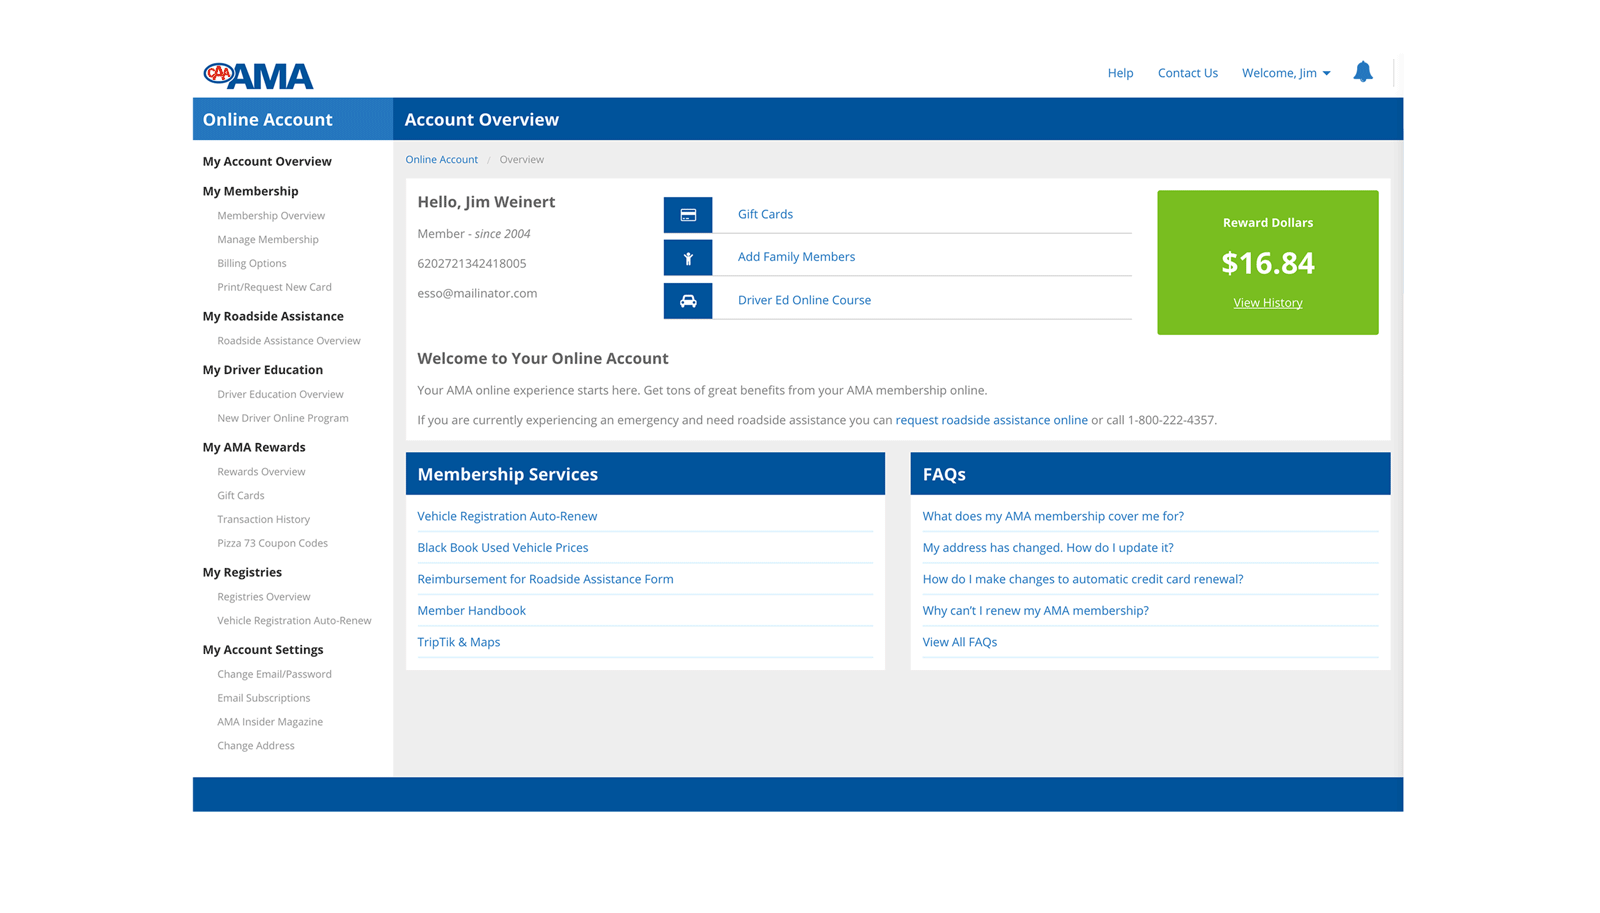 CAA AMA
Help Contact Us Welcome, Jim
Online Account
Account Overview
My Account Overview
My Membership
Membership Overview
Manage Membership
Billing Options
Print/Request New Card
My Roadside Assistance
Roadside Assistance Overview
My Driver Education
Driver Education Overview
New Driver Online Program
My AMA Rewards
Rewards Overview
Gift Cards
Transaction History
Pizza 73 Coupon Codes
My Registries
Registries Overview
Vehicle Registration Auto-Renew
My Account Settings
Change Email/Password
Email Subscriptions
AMA Insider Magazine
Change Address
Online Account / Overview
Hello, Jim Weinert
Member - since 2004
6202721342418005
esso@mailinator.com
Gift Cards
Add Family Members
Driver Ed Online Course
Reward Dollars
$16.84
View History
Welcome to Your Online Account
Your AMA online experience starts here. Get tons of great benefits from your AMA membership online.
If you are currently experiencing an emergency and need roadside assistance you can request roadside assistance online or call 1-800-222-4357.
Membership Services
Vehicle Registration Auto-Renew
Black Book Used Vehicle Prices
Reimbursement for Roadside Assistance Form
Member Handbook
TripTik & Maps
FAQs
What does my AMA membership cover me for?
My address has changed. How do I update it?
How do I make changes to automatic credit card renewal?
Why can't I renew my AMA membership?
View All FAQs